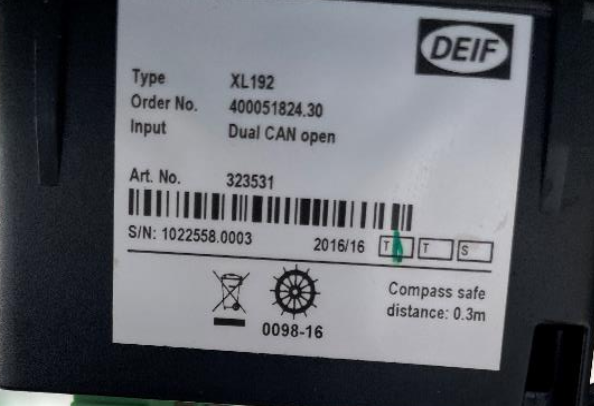 DEIF
Type XL192
Order No. 400051824.30
Input Dual CAN open
Art. No. 323531
S/N: 1022558.0003 2016/16 T T S
0098-16
Compass safe
distance: 0.3m